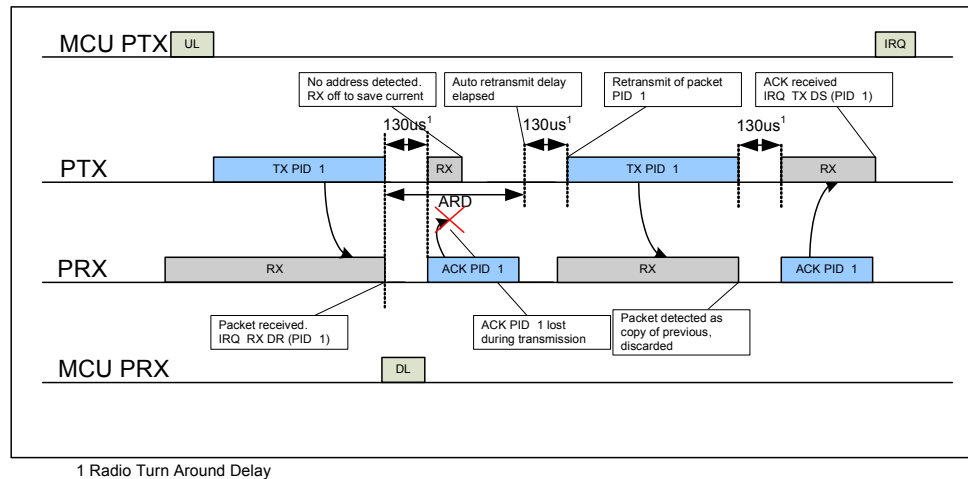 MCU PTX
UL
IRQ
No address detected.
RX off to save current
Auto retransmit delay
elapsed
Retransmit of packet
PID 1
ACK received
IRQ TX DS (PID 1)
130us1
130us1
130us1
PTX
TX PID 1
RX
TX PID 1
RX
ARD
PRX
RX
ACK PID 1
RX
ACK PID 1
Packet received.
IRQ RX DR (PID 1)
ACK PID 1 lost
during transmission
Packet detected as
copy of previous,
discarded
MCU PRX
DL
1 Radio Turn Around Delay